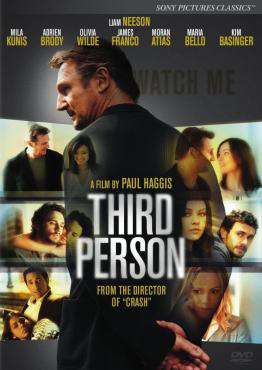 SONY PICTURES CLASSICS™
LIAM NEESON
MILA KUNIS
ADRIEN BRODY
OLIVIA WILDE
JAMES FRANCO
MORAN ATIAS
MARIA BELLO
KIM BASINGER
WATCH ME
A FILM BY PAUL HAGGIS
THIRD
PERSON
FROM THE DIRECTOR
OF "CRASH"
DVD